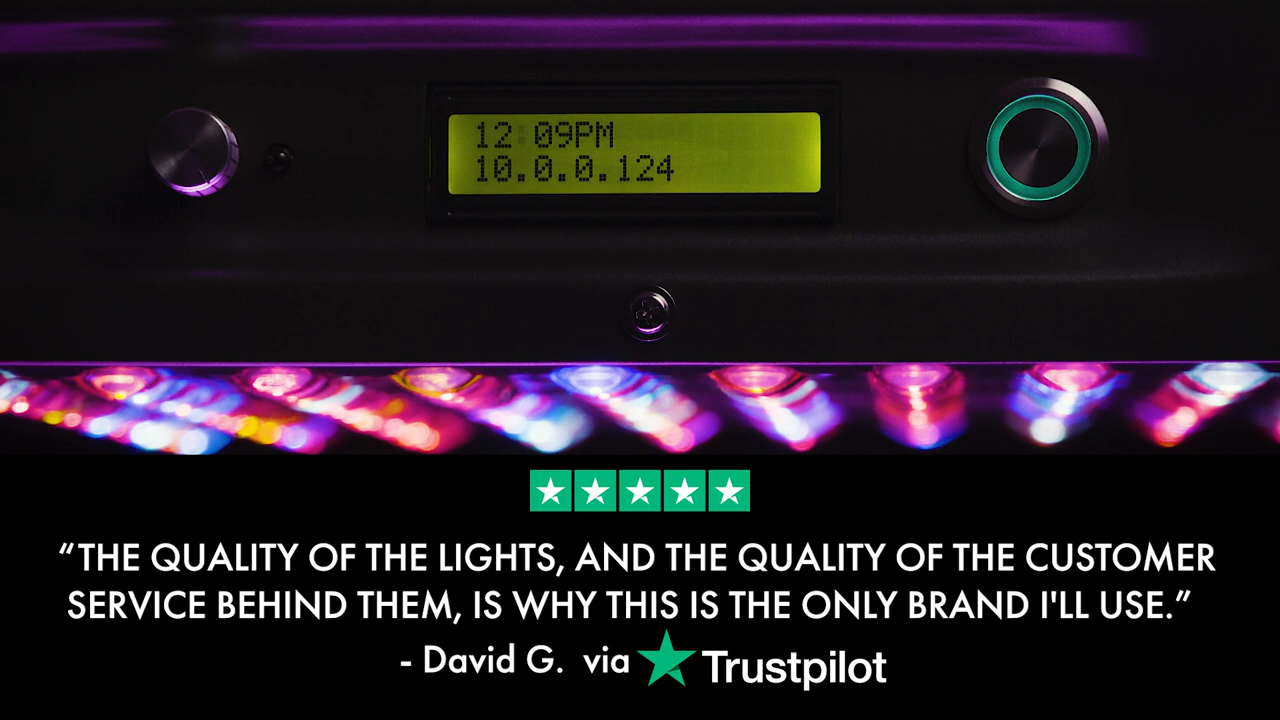 12:09PM
10.0.0.124
“THE QUALITY OF THE LIGHTS, AND THE QUALITY OF THE CUSTOMER
SERVICE BEHIND THEM, IS WHY THIS IS THE ONLY BRAND I'LL USE.”
- David G. via Trustpilot